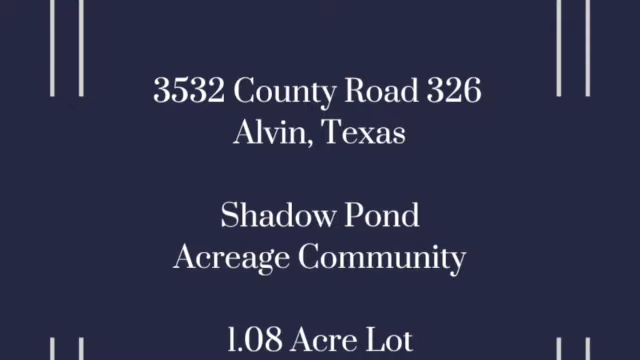 3532 County Road 326
Alvin, Texas
Shadow Pond
Acreage Community
1.08 Acre Lot